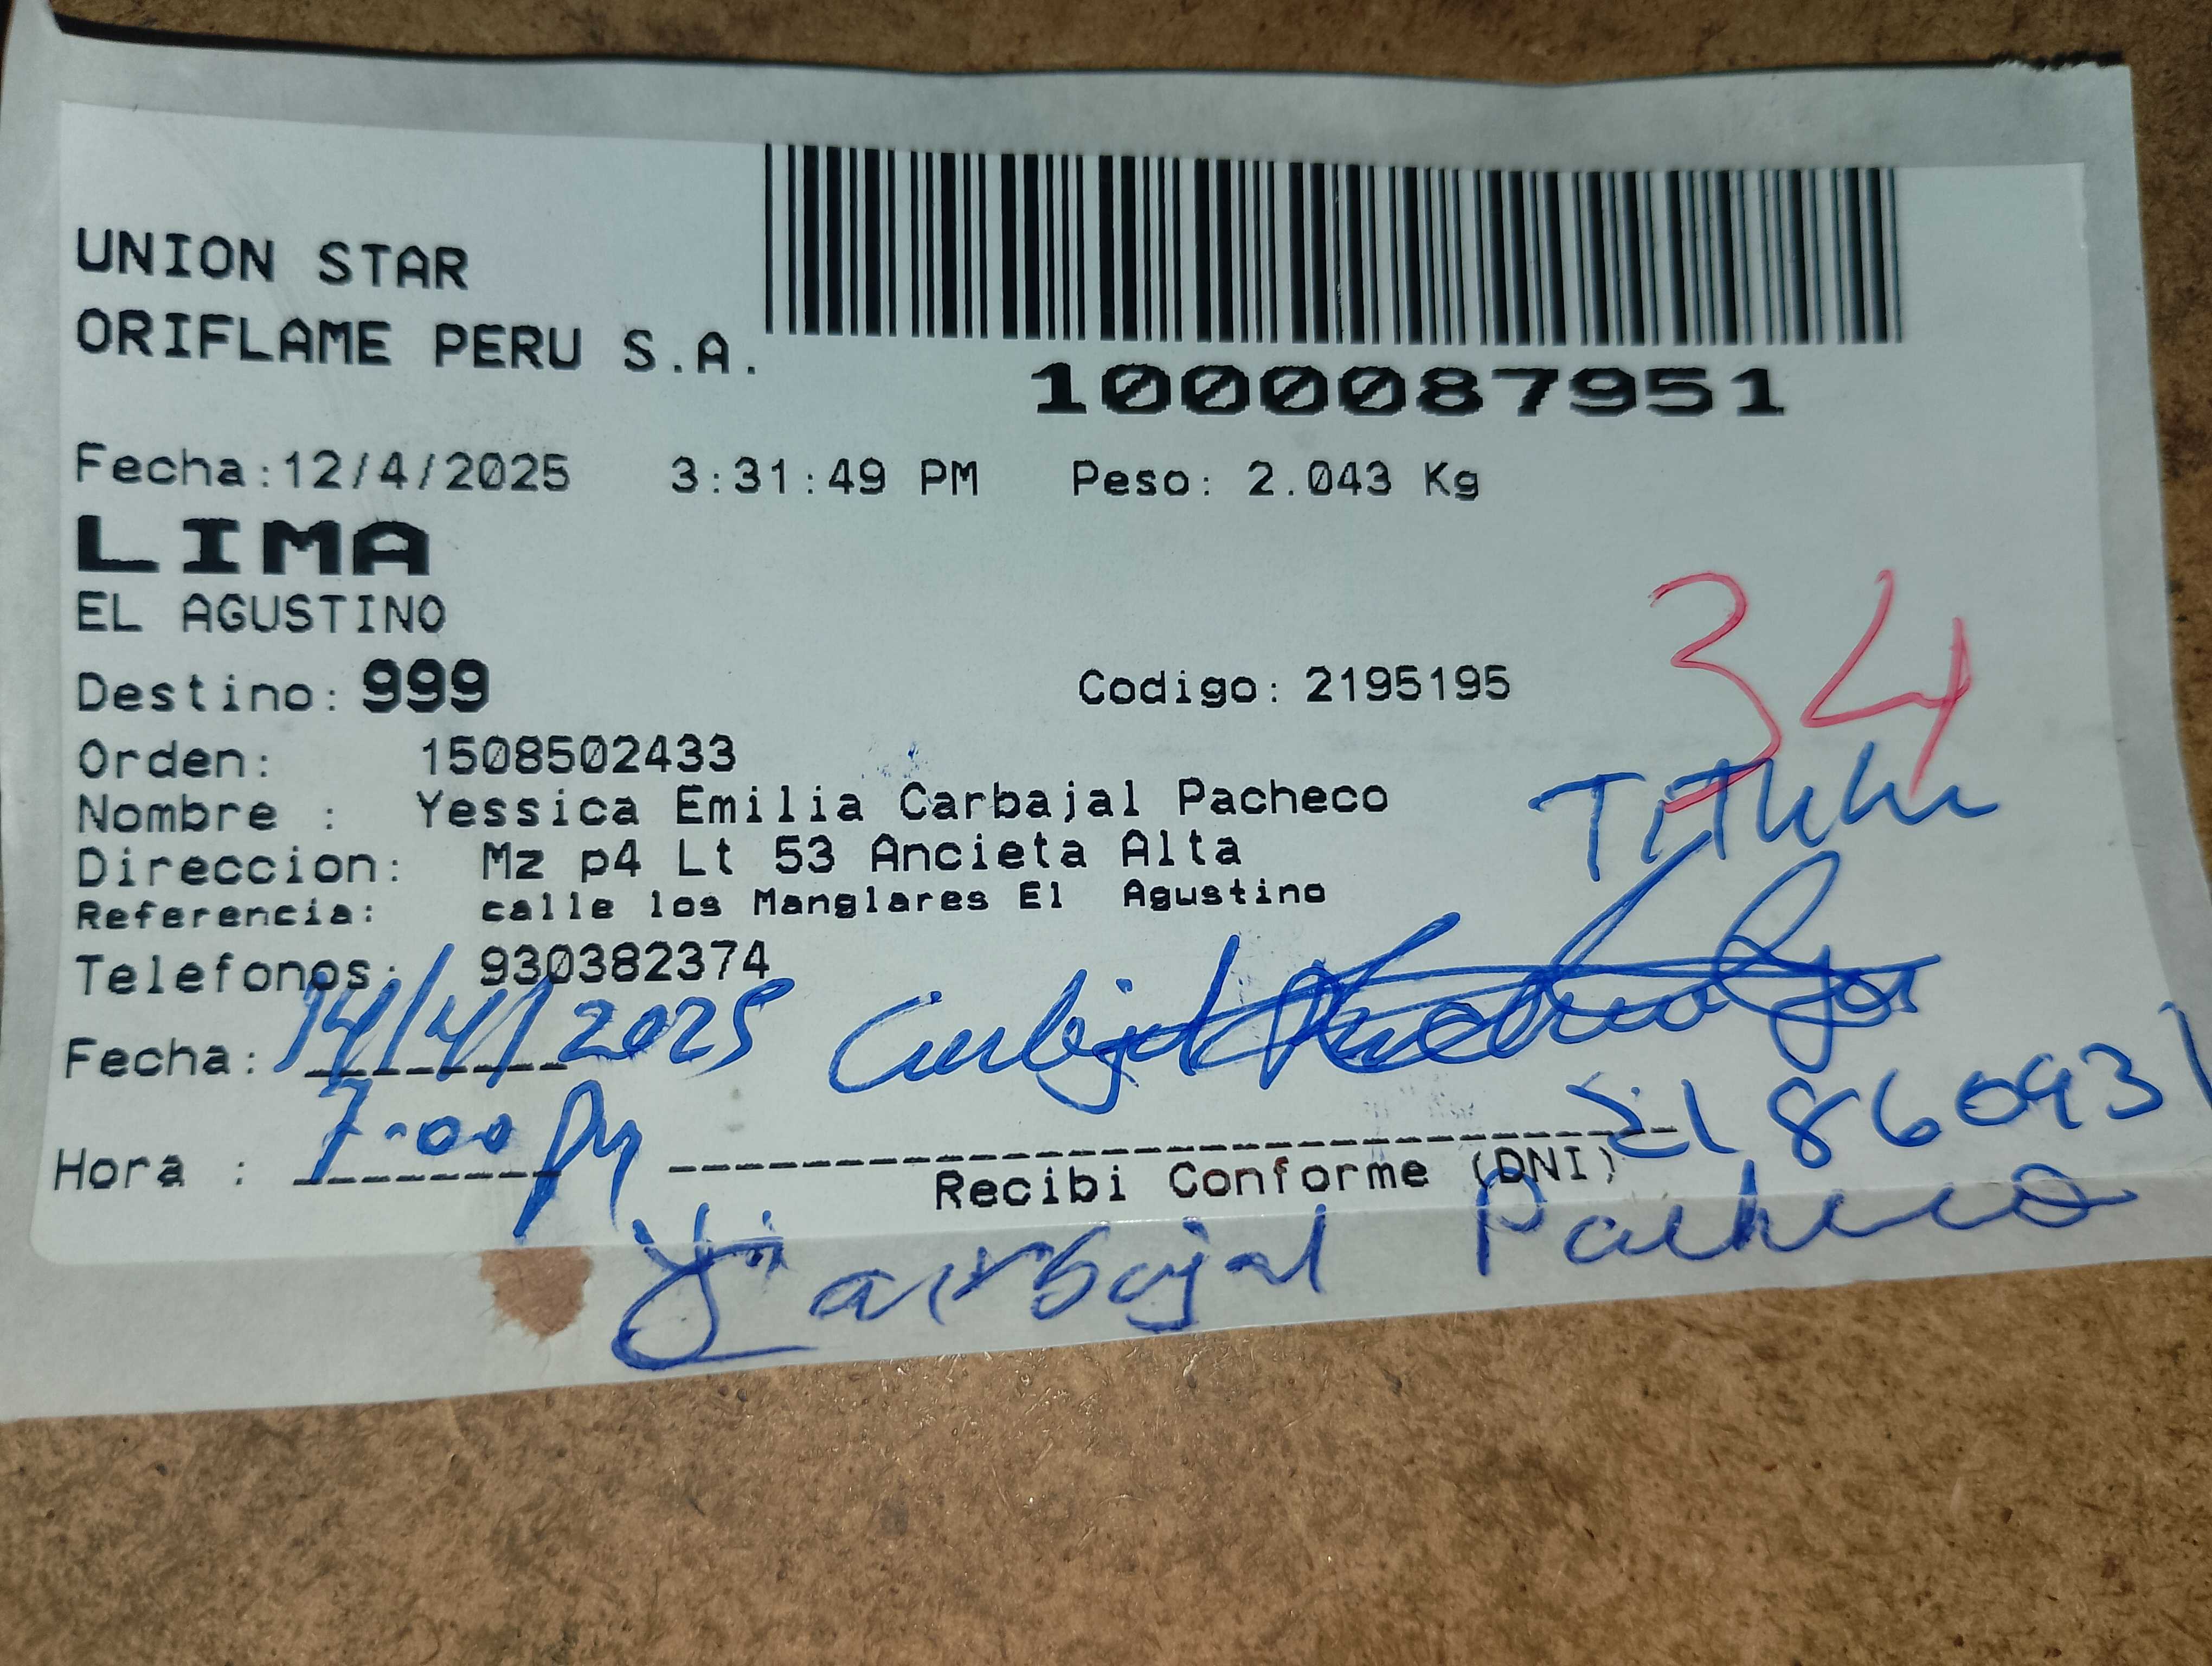 UNION STAR
ORIFLAME PERU S.A.
1000087951
Fecha:12/4/2025 3:31:49 PM Peso: 2.043 Kg
LIMA
EL AGUSTINO
34
Destino: 999 Codigo: 2195195
Orden: 1508502433
Nombre : Yessica Emilia Carbajal Pacheco
Direccion: Mz p4 Lt 53 Ancieta Alta
Referencia: calle los Manglares El Agustino
Telefonos: 930382374
Fecha: 14/4/2025
Hora : 7:00 PM
Recibi Conforme (DNI)
Carbajal Pacheco